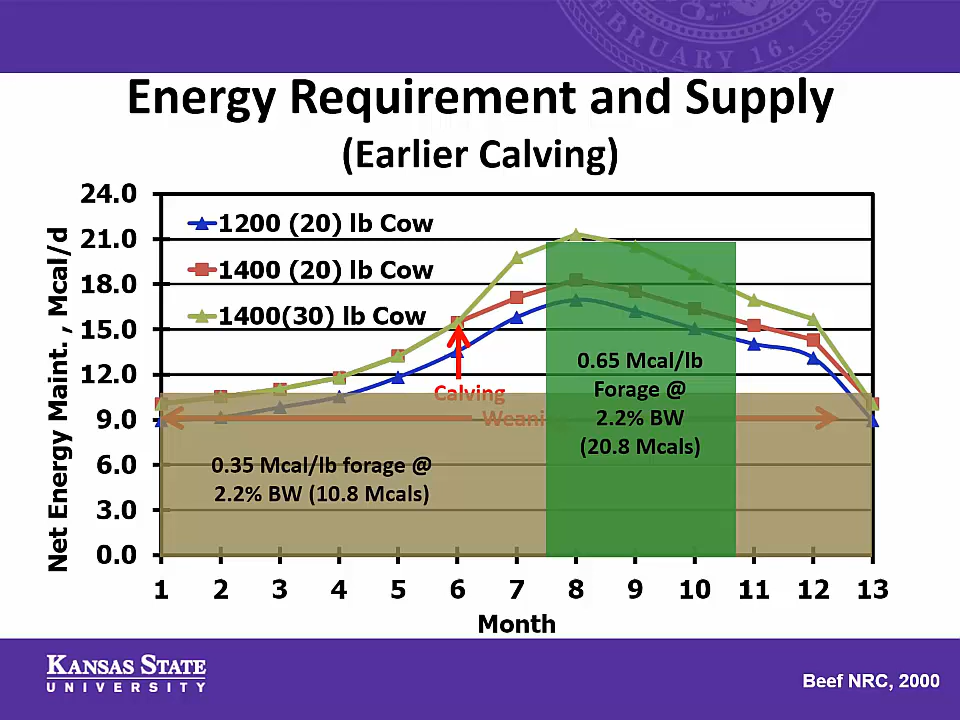 FEBRUARY 16, 186
Energy Requirement and Supply
(Earlier Calving)
Net Energy Maint. , Mcal/d
24.0
21.0
18.0
15.0
12.0
9.0
6.0
3.0
0.0
1200 (20) lb Cow
1400 (20) lb Cow
1400(30) lb Cow
Calving
0.65 Mcal/lb
Forage @
2.2% BW
(20.8 Mcals)
0.35 Mcal/lb forage @
2.2% BW (10.8 Mcals)
1 2 3 4 5 6 7 8 9 10 11 12 13
Month
KANSAS STATE
UNIVERSITY
Beef NRC, 2000